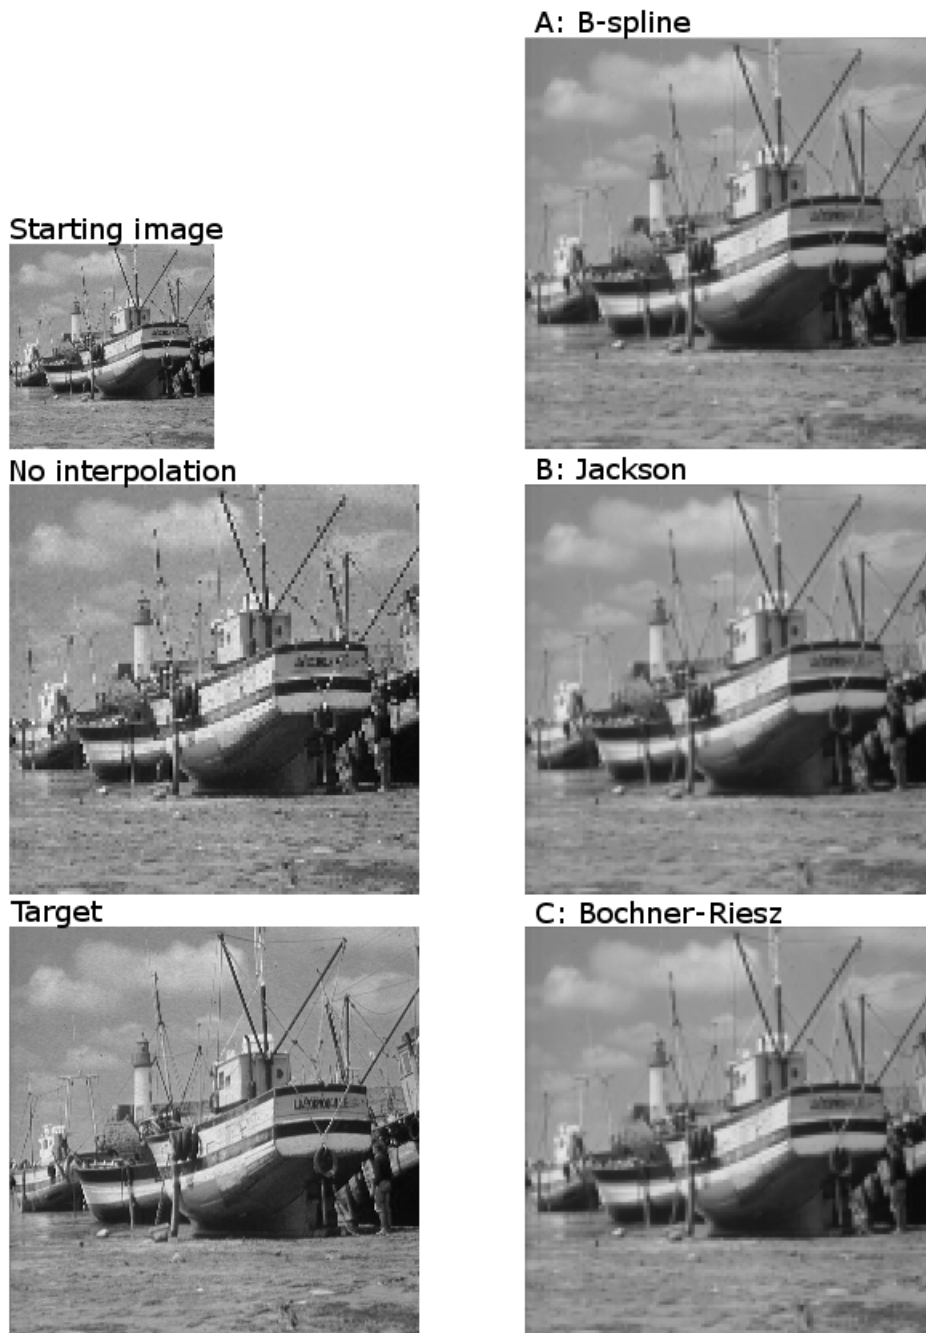 A: B-spline
Starting image
No interpolation
B: Jackson
Target
C: Bochner-Riesz